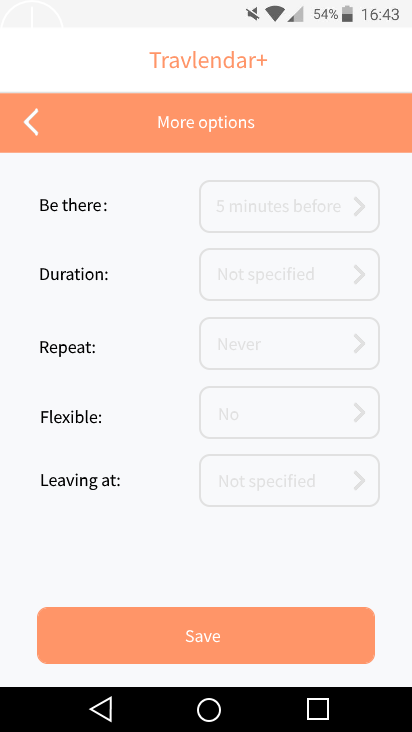 54% 16:43
Travlendar+
More options
Be there: 5 minutes before
Duration: Not specified
Repeat: Never
Flexible: No
Leaving at: Not specified
Save